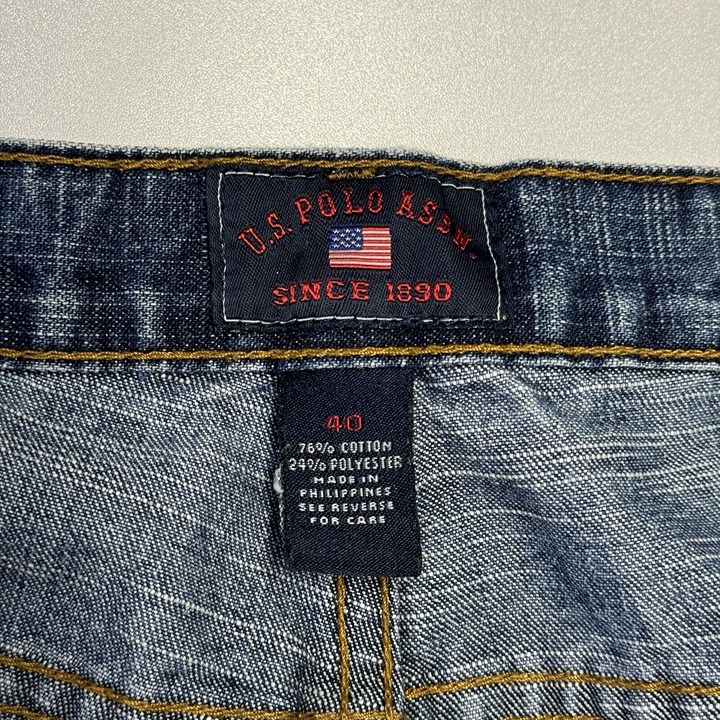 U.S. POLO ASSN.
SINCE 1890
40
76% COTTON
24% POLYESTER
MADE IN
PHILIPPINES
SEE REVERSE
FOR CARE